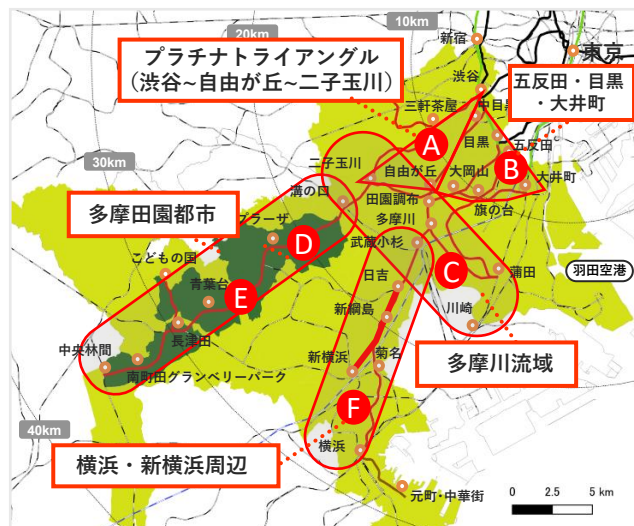 10km
20km
新宿
東京
プラチナトライアングル
(渋谷~自由が丘~二子玉川)
渋谷
五反田・目黒
・大井町
三軒茶屋
中目黒
目黒
A
五反田
30km
二子玉川
自由が丘
大岡山
B
大井町
溝の口
田園調布
旗の台
多摩田園都市
プラーザ
多摩川
D
武蔵小杉
こどもの国
日吉
C
蒲田
羽田空港
青葉台
E
新綱島
川崎
長津田
中央林間
新横浜
菊名
多摩川流域
南町田グランベリーパーク
F
40km
横浜
横浜・新横浜周辺
元町・中華街
0 2.5 5 km